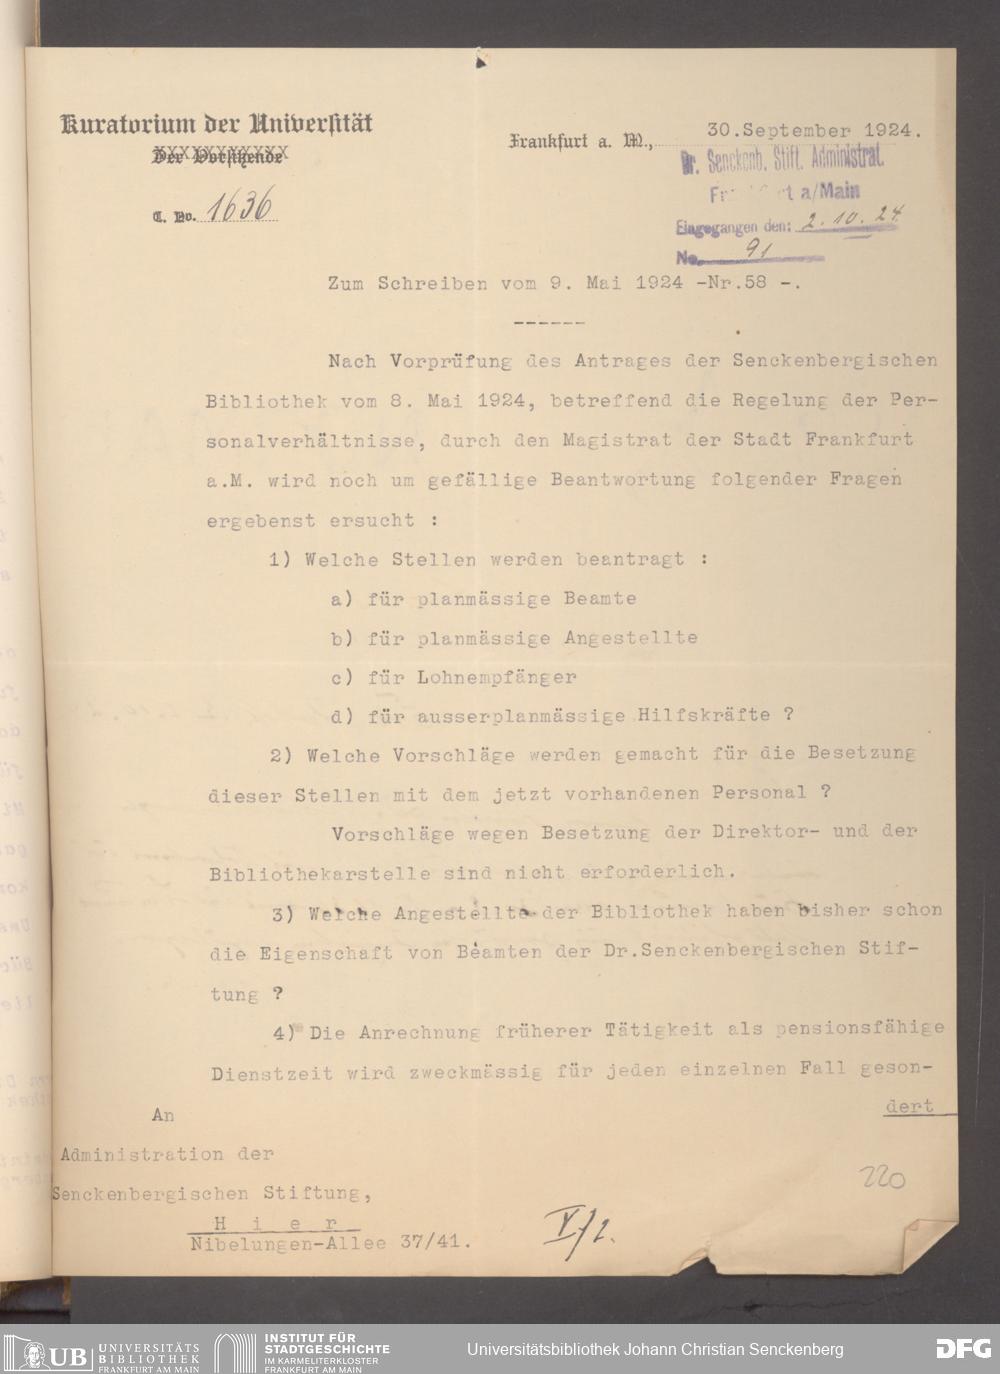 Kuratorium der Universität
Der Vorsitzende
C. No. 1636
Frankfurt a. M., 30.September 1924.
Dr. Senckenb. Stift. Administrat.
a/Main
Eingegangen den: 2.10.24
No. 91
Zum Schreiben vom 9. Mai 1924 -Nr.58 -.
Nach Vorprüfung des Antrages der Senckenbergischen
Bibliothek vom 8. Mai 1924, betreffend die Regelung der Per-
sonalverhältnisse, durch den Magistrat der Stadt Frankfurt
a.M. wird noch um gefällige Beantwortung folgender Fragen
ergebenst ersucht :
1) Welche Stellen werden beantragt :
a) für planmässige Beamte
b) für planmässige Angestellte
c) für Lohnempfänger
d) für ausserplanmässige Hilfskräfte ?
2) Welche Vorschläge werden gemacht für die Besetzung
dieser Stellen mit dem jetzt vorhandenen Personal ?
Vorschläge wegen Besetzung der Direktor- und der
Bibliothekarstelle sind nicht erforderlich.
3) Welche Angestellte der Bibliothek haben bisher schon
die Eigenschaft von Beamten der Dr.Senckenbergischen Stif-
tung ?
4) Die Anrechnung früherer Tätigkeit als pensionsfähige
Dienstzeit wird zweckmässig für jeden einzelnen Fall geson-
dert
An
Administration der
Senckenbergischen Stiftung,
H i e r
Nibelungen-Allee 37/41.
V/2.
220
UB UNIVERSITÄTS
BIBLIOTHEK
FRANKFURT AM MAIN
INSTITUT FÜR
STADTGESCHICHTE
IM KARMELITERKLOSTER
FRANKFURT AM MAIN
Universitätsbibliothek Johann Christian Senckenberg
DFG